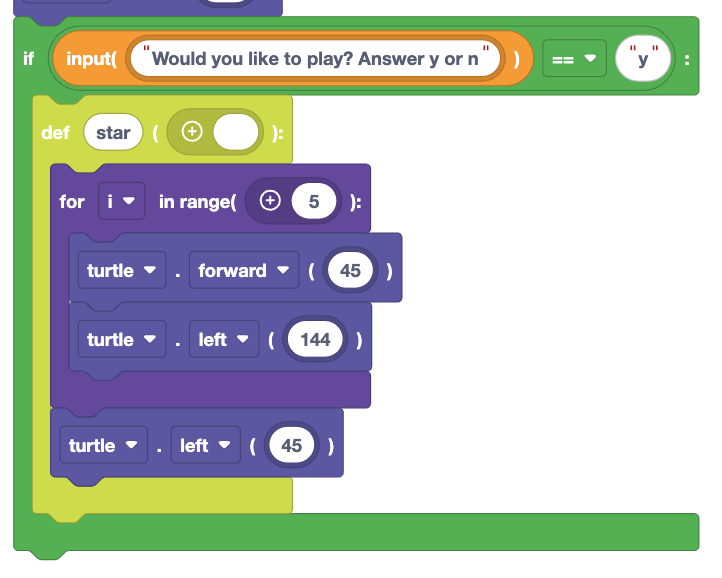 if input( "Would you like to play? Answer y or n" ) == "y" :
def star ( ):
for i in range( 5 ):
turtle . forward ( 45 )
turtle . left ( 144 )
turtle . left ( 45 )